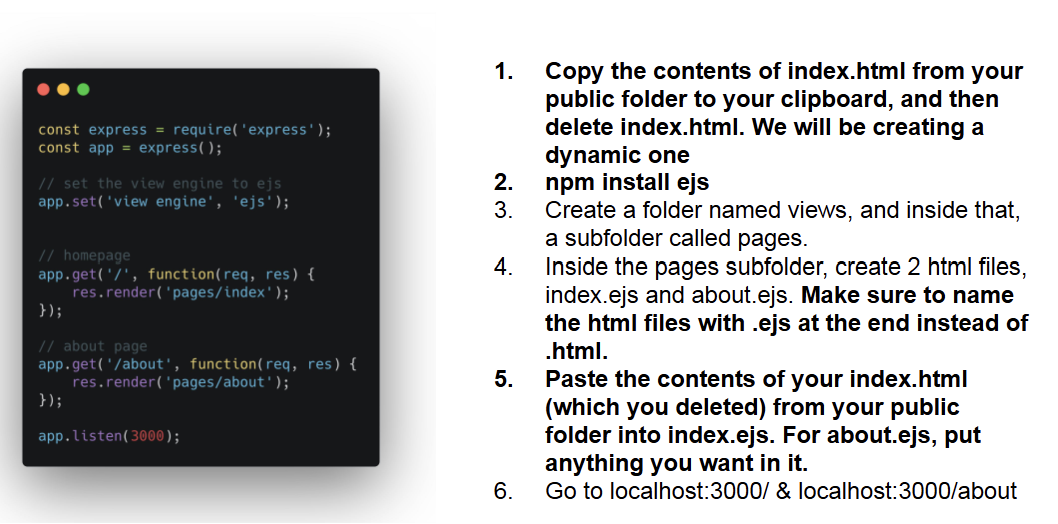 const express = require('express');
const app = express();
// set the view engine to ejs
app.set('view engine', 'ejs');
// homepage
app.get('/', function(req, res) {
    res.render('pages/index');
});
// about page
app.get('/about', function(req, res) {
    res.render('pages/about');
});
app.listen(3000);
1. Copy the contents of index.html from your
public folder to your clipboard, and then
delete index.html. We will be creating a
dynamic one
2. npm install ejs
3. Create a folder named views, and inside that,
a subfolder called pages.
4. Inside the pages subfolder, create 2 html files,
index.ejs and about.ejs. Make sure to name
the html files with .ejs at the end instead of
.html.
5. Paste the contents of your index.html
(which you deleted) from your public
folder into index.ejs. For about.ejs, put
anything you want in it.
6. Go to localhost:3000/ & localhost:3000/about